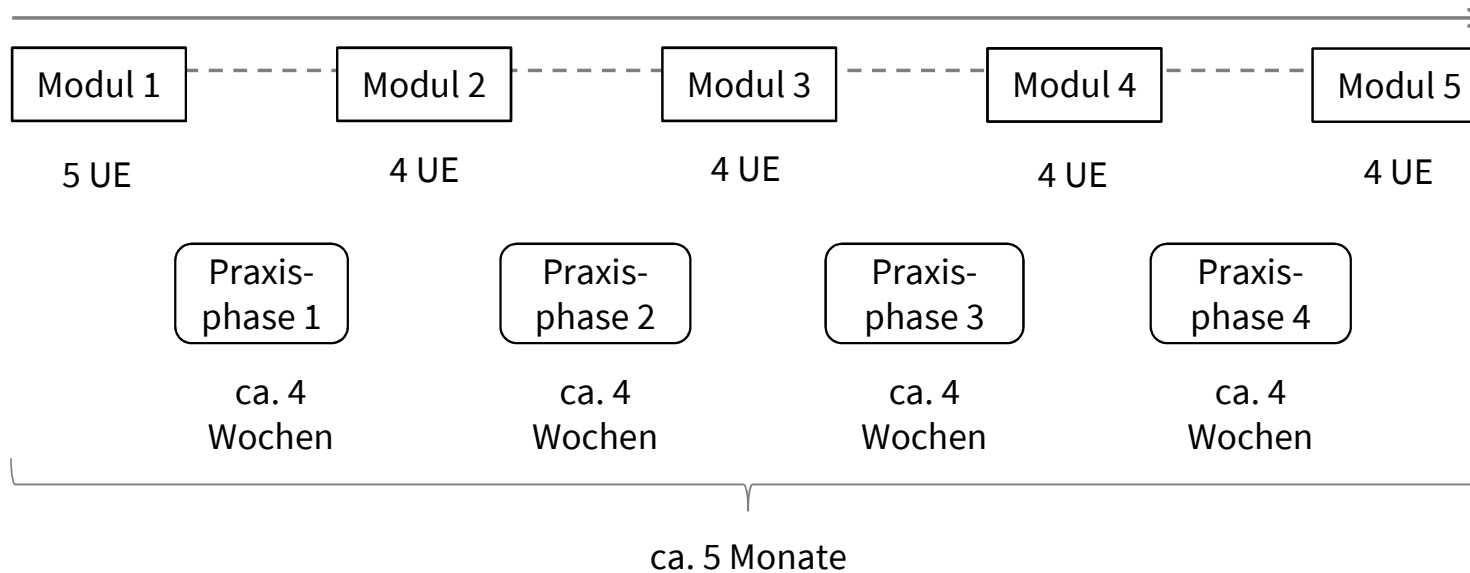 Modul 1
Modul 2
Modul 3
Modul 4
Modul 5
5 UE
4 UE
4 UE
4 UE
4 UE
Praxis-
phase 1
Praxis-
phase 2
Praxis-
phase 3
Praxis-
phase 4
ca. 4
Wochen
ca. 4
Wochen
ca. 4
Wochen
ca. 4
Wochen
ca. 5 Monate